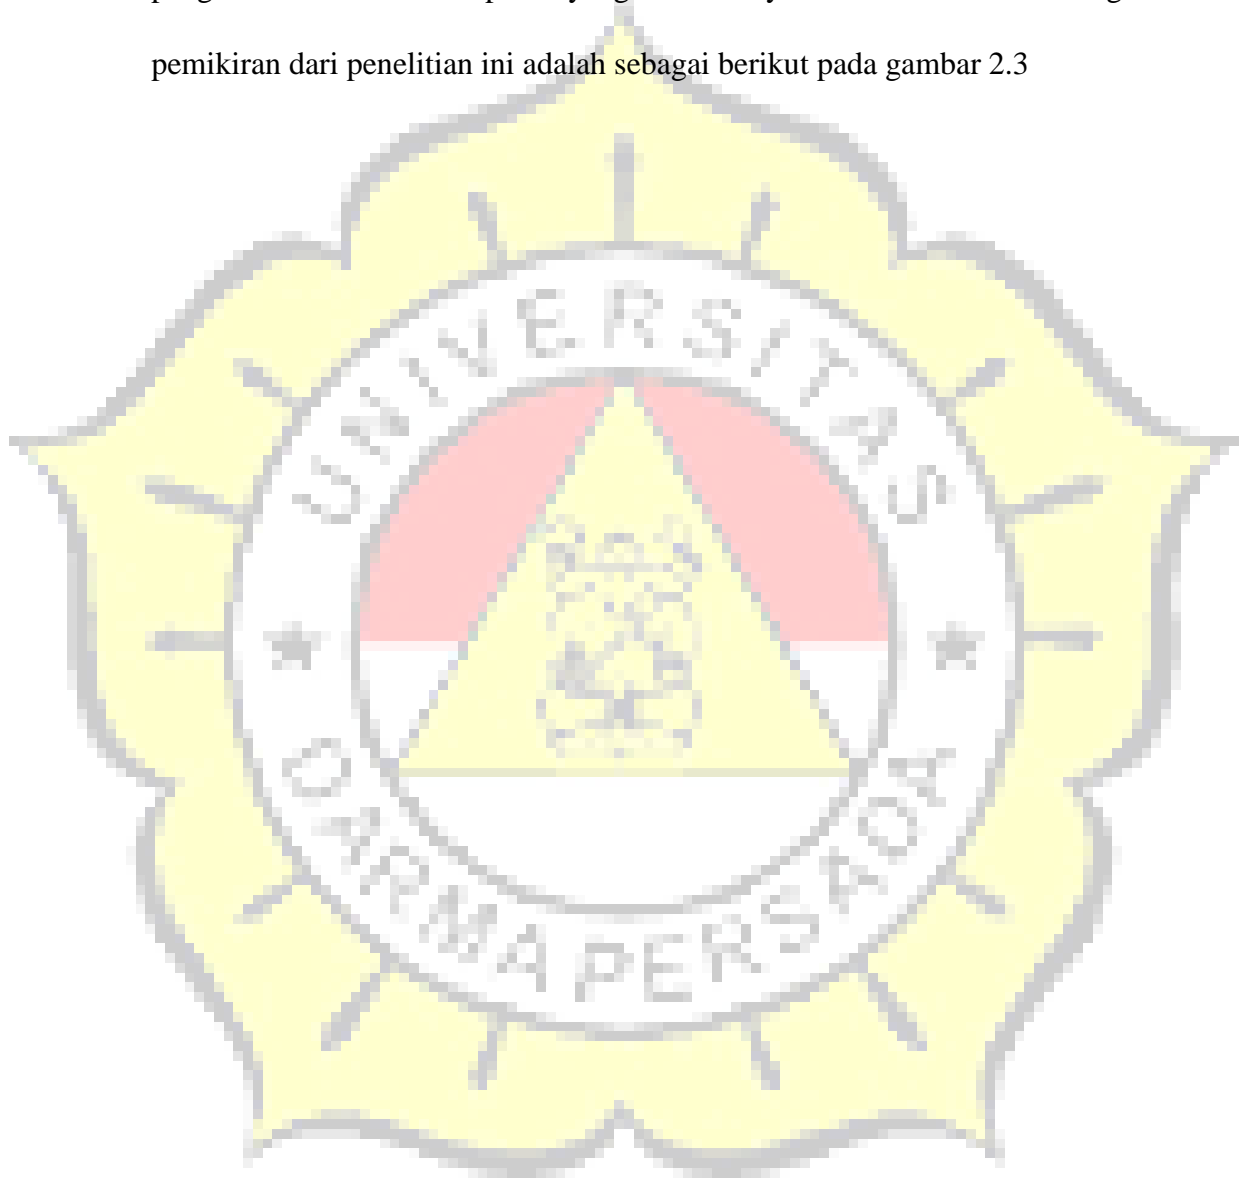 pemikiran dari penelitian ini adalah sebagai berikut pada gambar 2.3
UNIVERSITAS
DARMA PERSADA